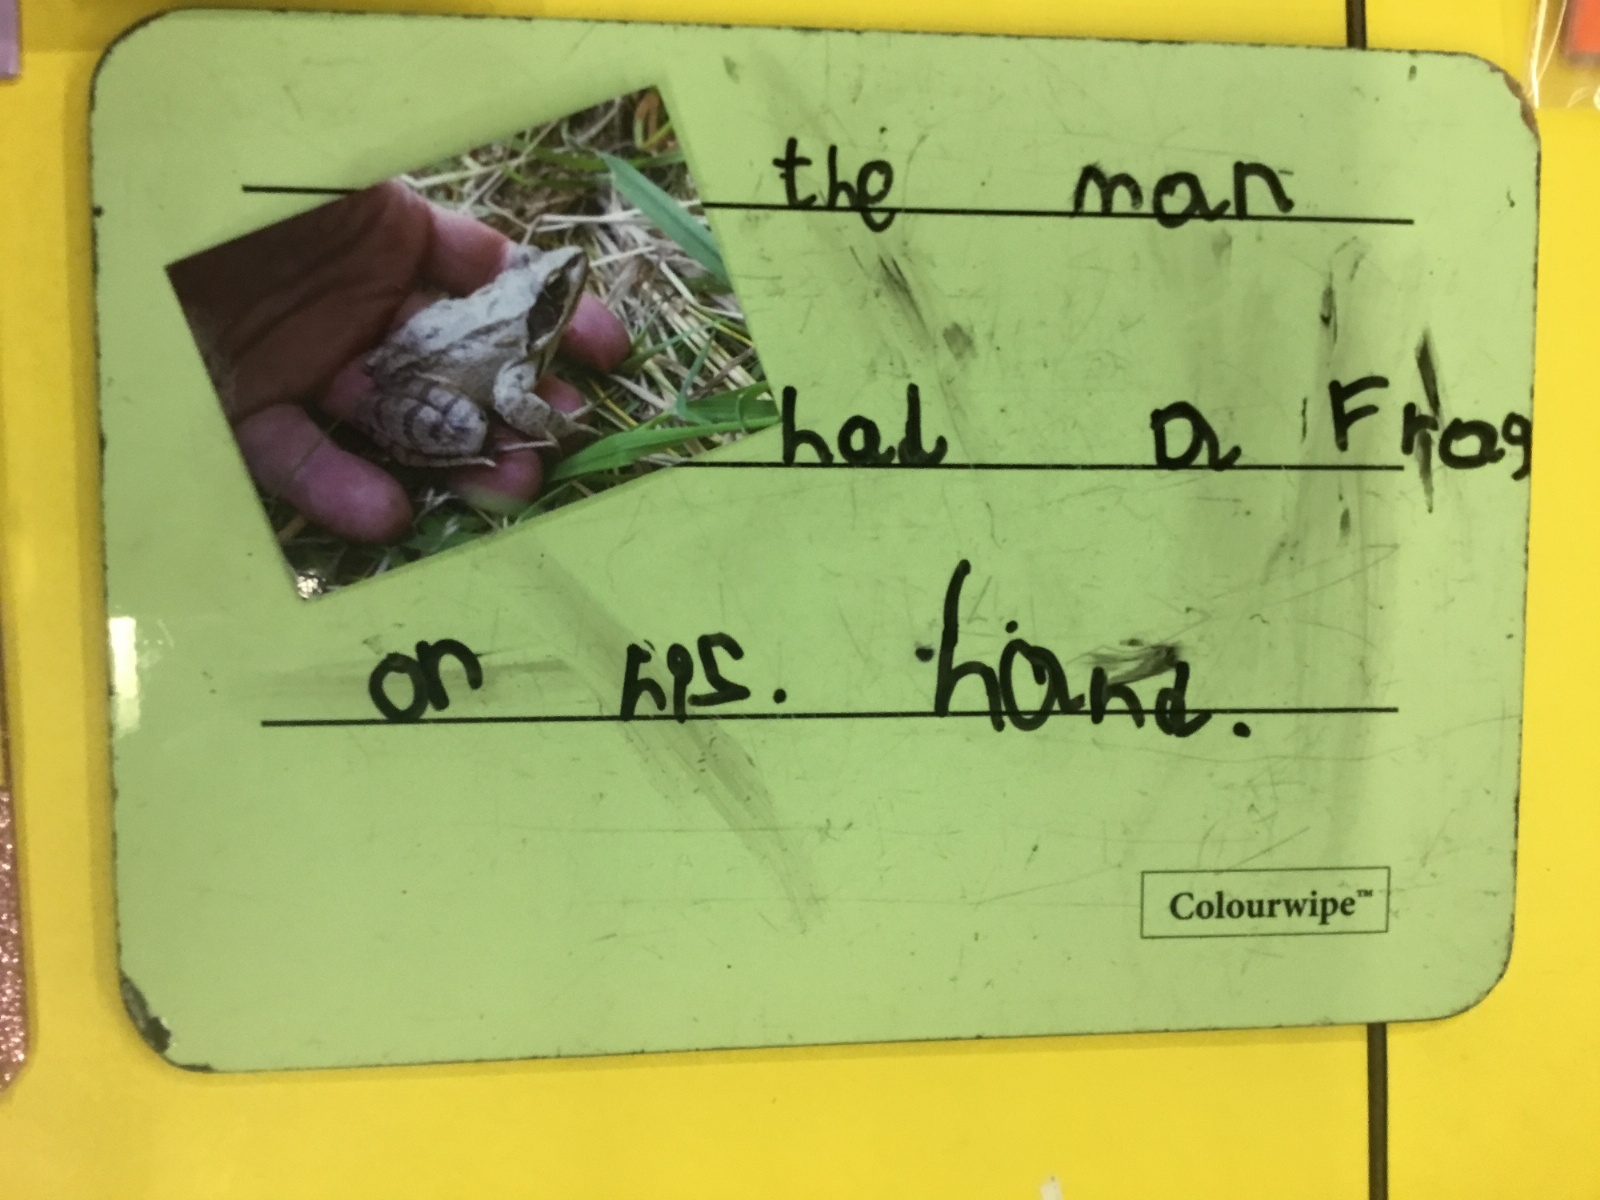 the man
had a Frog
on his. hand.
Colourwipe™